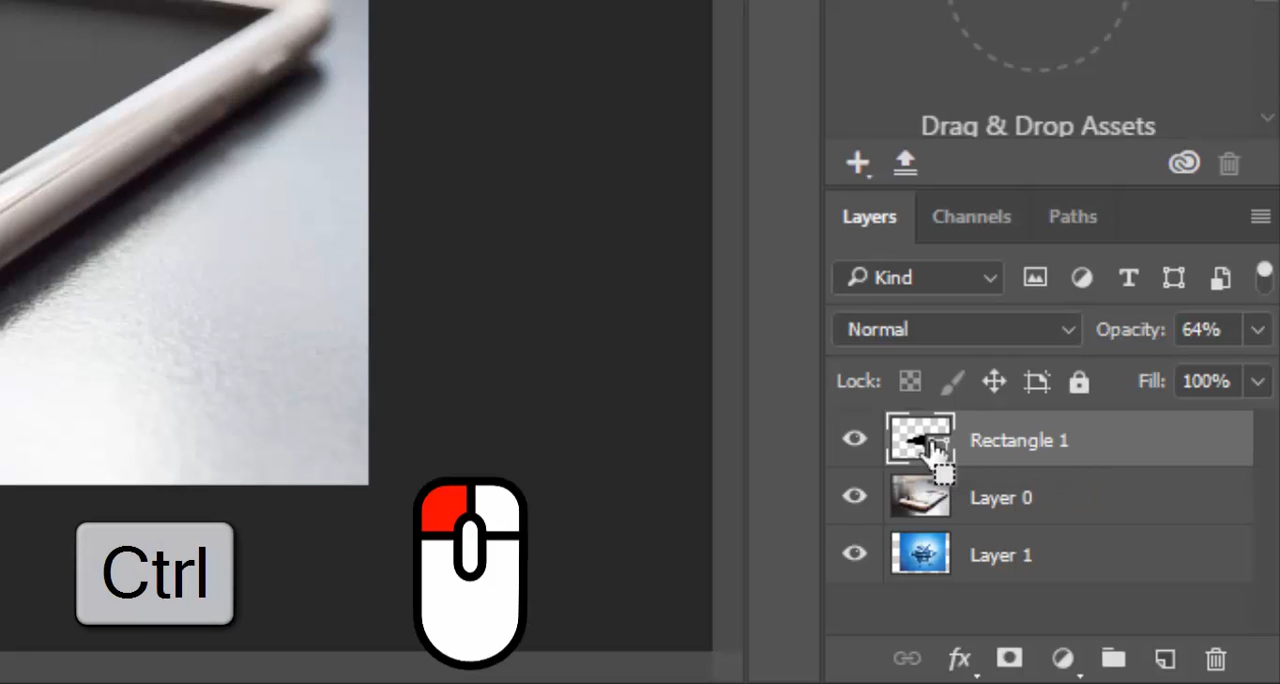 Drag & Drop Assets
Layers Channels Paths
Kind
Normal Opacity: 64%
Lock: Fill: 100%
Rectangle 1
Layer 0
Layer 1
Ctrl
fx